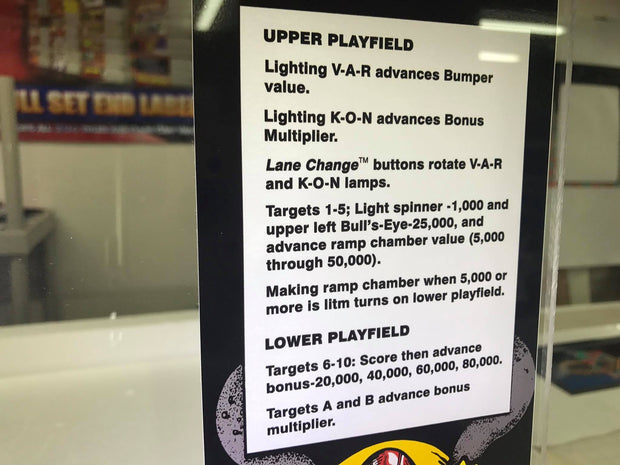 UPPER PLAYFIELD
Lighting V-A-R advances Bumper
value.
Lighting K-O-N advances Bonus
Multiplier.
Lane Change™ buttons rotate V-A-R
and K-O-N lamps.
Targets 1-5; Light spinner -1,000 and
upper left Bull's-Eye-25,000, and
advance ramp chamber value (5,000
through 50,000).
Making ramp chamber when 5,000 or
more is litm turns on lower playfield.
LOWER PLAYFIELD
Targets 6-10: Score then advance
bonus-20,000, 40,000, 60,000, 80,000.
Targets A and B advance bonus
multiplier.
LL SET END LABE